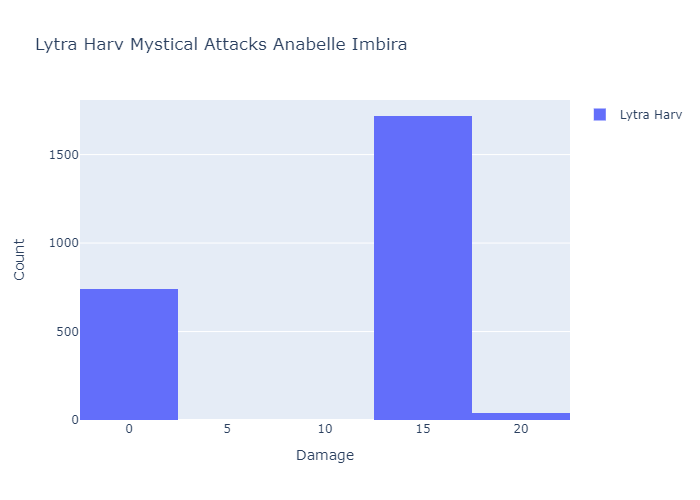 Lytra Harv Mystical Attacks Anabelle Imbira
Lytra Harv
1500
1000
500
0
Count
0 5 10 15 20
Damage